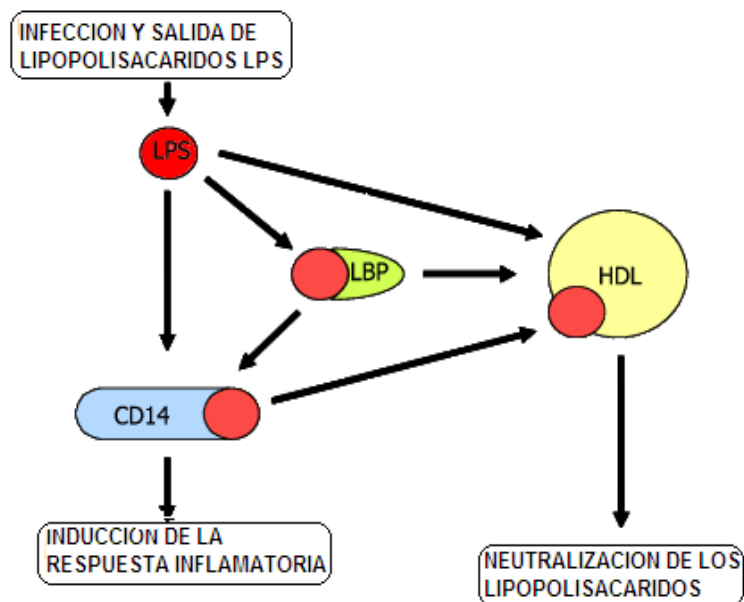 INFECCION Y SALIDA DE
LIPOPOLISACARIDOS LPS
LPS
LBP
HDL
CD14
INDUCCION DE LA
RESPUESTA INFLAMATORIA
NEUTRALIZACION DE LOS
LIPOPOLISACARIDOS